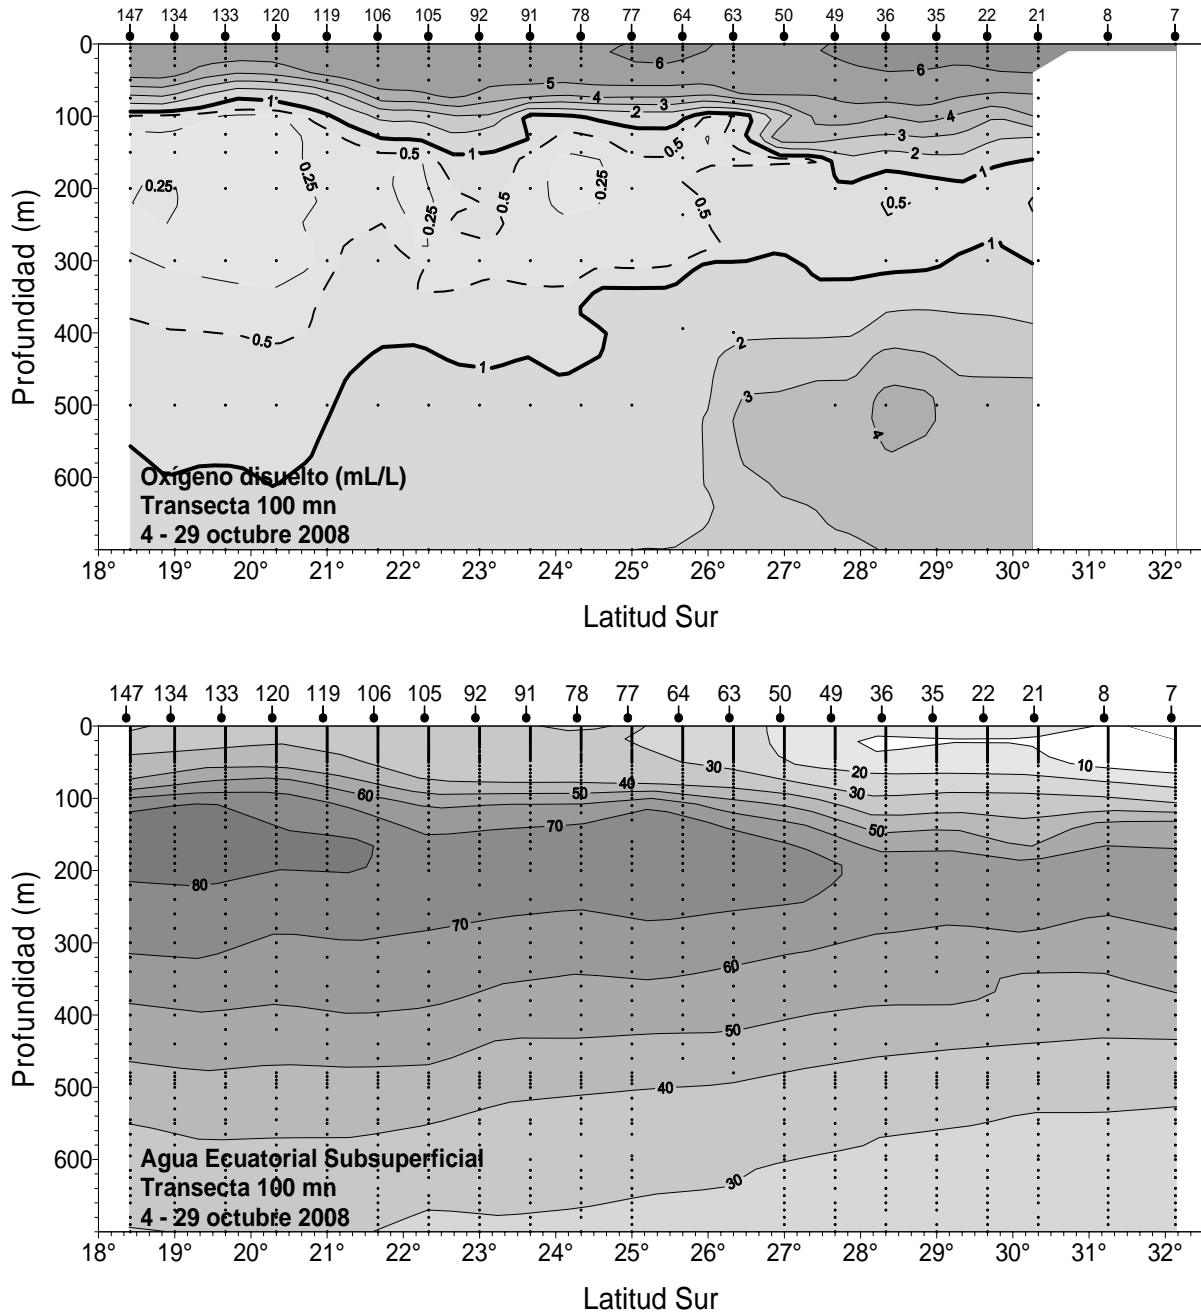 147 134 133 120 119 106 105 92 91 78 77 64 63 50 49 36 35 22 21 8 7
0
100
200
300
400
500
600
Profundidad (m)
6 6
5
4 4
3 3
2 2
1 1 1
0.5 0.5
0.25 0.25 0.25 0.25
0.5 0.5 0.5
1
0.5
1
2
3
4
Oxígeno disuelto (mL/L)
Transecta 100 mn
4 - 29 octubre 2008
18° 19° 20° 21° 22° 23° 24° 25° 26° 27° 28° 29° 30° 31° 32°
Latitud Sur
147 134 133 120 119 106 105 92 91 78 77 64 63 50 49 36 35 22 21 8 7
0
100
200
300
400
500
600
Profundidad (m)
30 20 10
40 30
60 50
70 50
80
70
60
50
40
30
Agua Ecuatorial Subsuperficial
Transecta 100 mn
4 - 29 octubre 2008
18° 19° 20° 21° 22° 23° 24° 25° 26° 27° 28° 29° 30° 31° 32°
Latitud Sur